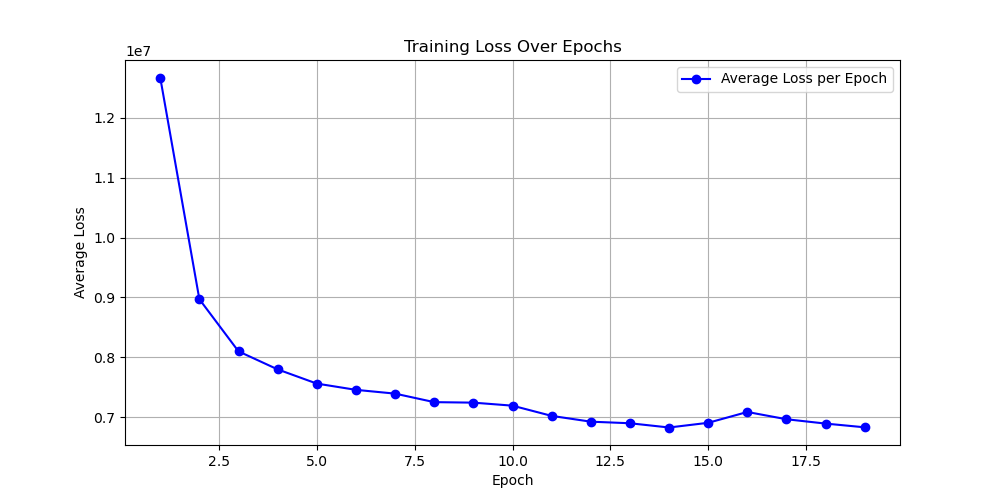 Training Loss Over Epochs
1e7
Average Loss per Epoch
1.2
1.1
1.0
0.9
0.8
0.7
Average Loss
2.5 5.0 7.5 10.0 12.5 15.0 17.5
Epoch